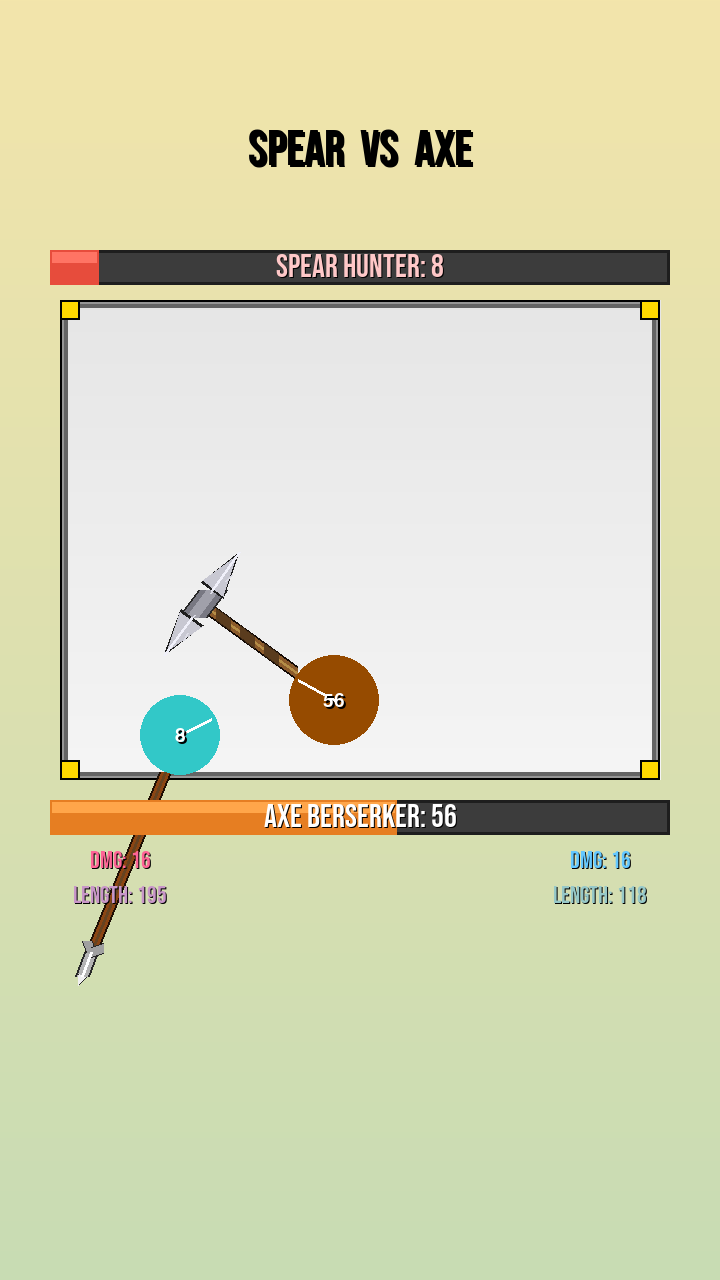 SPEAR VS AXE
SPEAR HUNTER: 8
56
8
AXE BERSERKER: 56
DMG: 16
DMG: 16
LENGTH: 195
LENGTH: 118